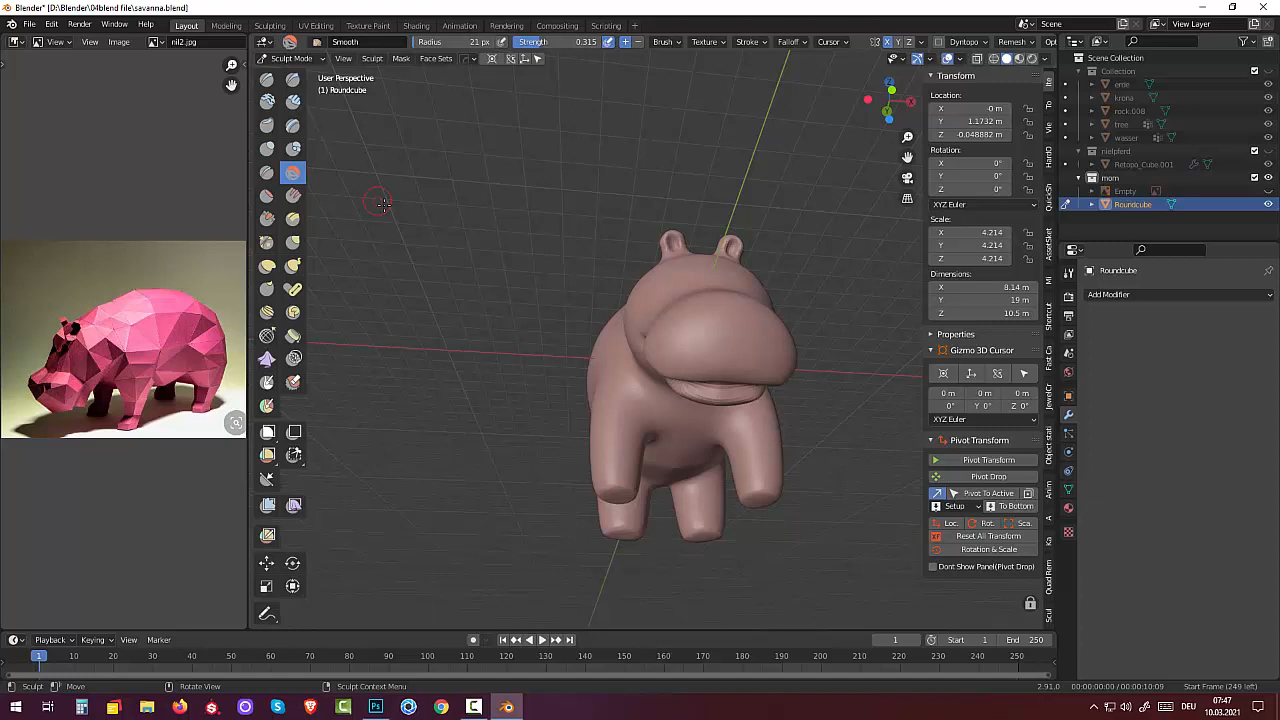 Blender* [D:\Blender\04blend file\savanna.blend]
File Edit Render Window Help Layout Modeling Sculpting UV Editing Texture Paint Shading Animation Rendering Compositing Scripting Scene View Layer
View View Image nil2.jpg Smooth Radius 21 px Strength 0.315 Brush Texture Stroke Falloff Cursor X Y Z Dyntopo Remesh
Sculpt Mode View Sculpt Mask Face Sets
User Perspective
(1) Roundcube
Transform
Location:
X -0 m
Y 1.1732 m
Z -0.048882 m
Rotation:
X 0°
Y 0°
Z 0°
XYZ Euler
Scale:
X 4.214
Y 4.214
Z 4.214
Dimensions:
X 8.14 m
Y 19 m
Z 10.5 m
Properties
Gizmo 3D Cursor
0 m 0 m 0 m
0° Y 0° Z 0°
XYZ Euler
Pivot Transform
Pivot Transform
Pivot Drop
Pivot To Active
Setup To Bottom
Loc. Rot. Sca.
Reset All Transform
Rotation & Scale
Dont Show Panel(Pivot Drop)
Scene Collection
Collection
erde
krona
rock.008
tree
wasser
nielpferd
Retopo_Cube.001
mom
Empty
Roundcube
Roundcube
Add Modifier
Playback Keying View Marker 1 Start 1 End 250
1 10 20 30 40 50 60 70 80 90 100 110 120 130 140 150 160 170 180 190 200 210 220 230 240 250
Sculpt Move Rotate View Sculpt Context Menu 2.91.0 00:00:00:00 / 00:00:10:09 Start Frame (249 left)
DEU 07:47
10.03.2021